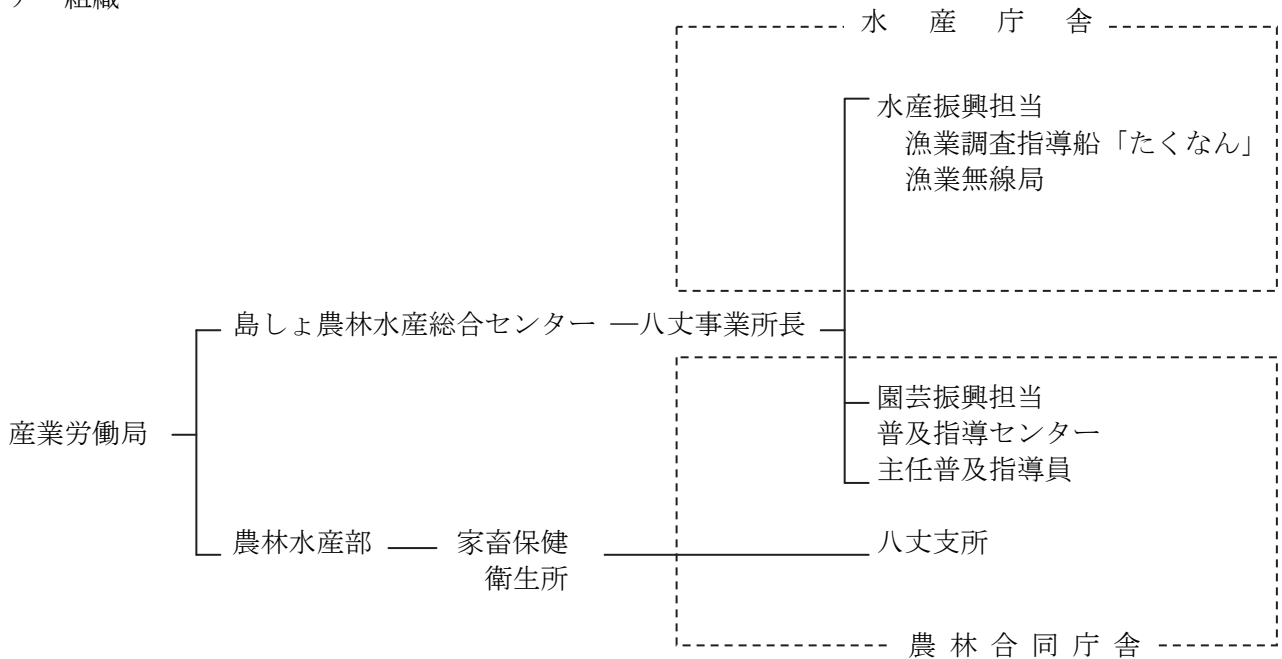 組織
水産庁舎
水産振興担当
漁業調査指導船「たくなん」
漁業無線局
島しょ農林水産総合センター ―八丈事業所長
園芸振興担当
普及指導センター
主任普及指導員
産業労働局
農林水産部
家畜保健
衛生所
八丈支所
農林合同庁舎